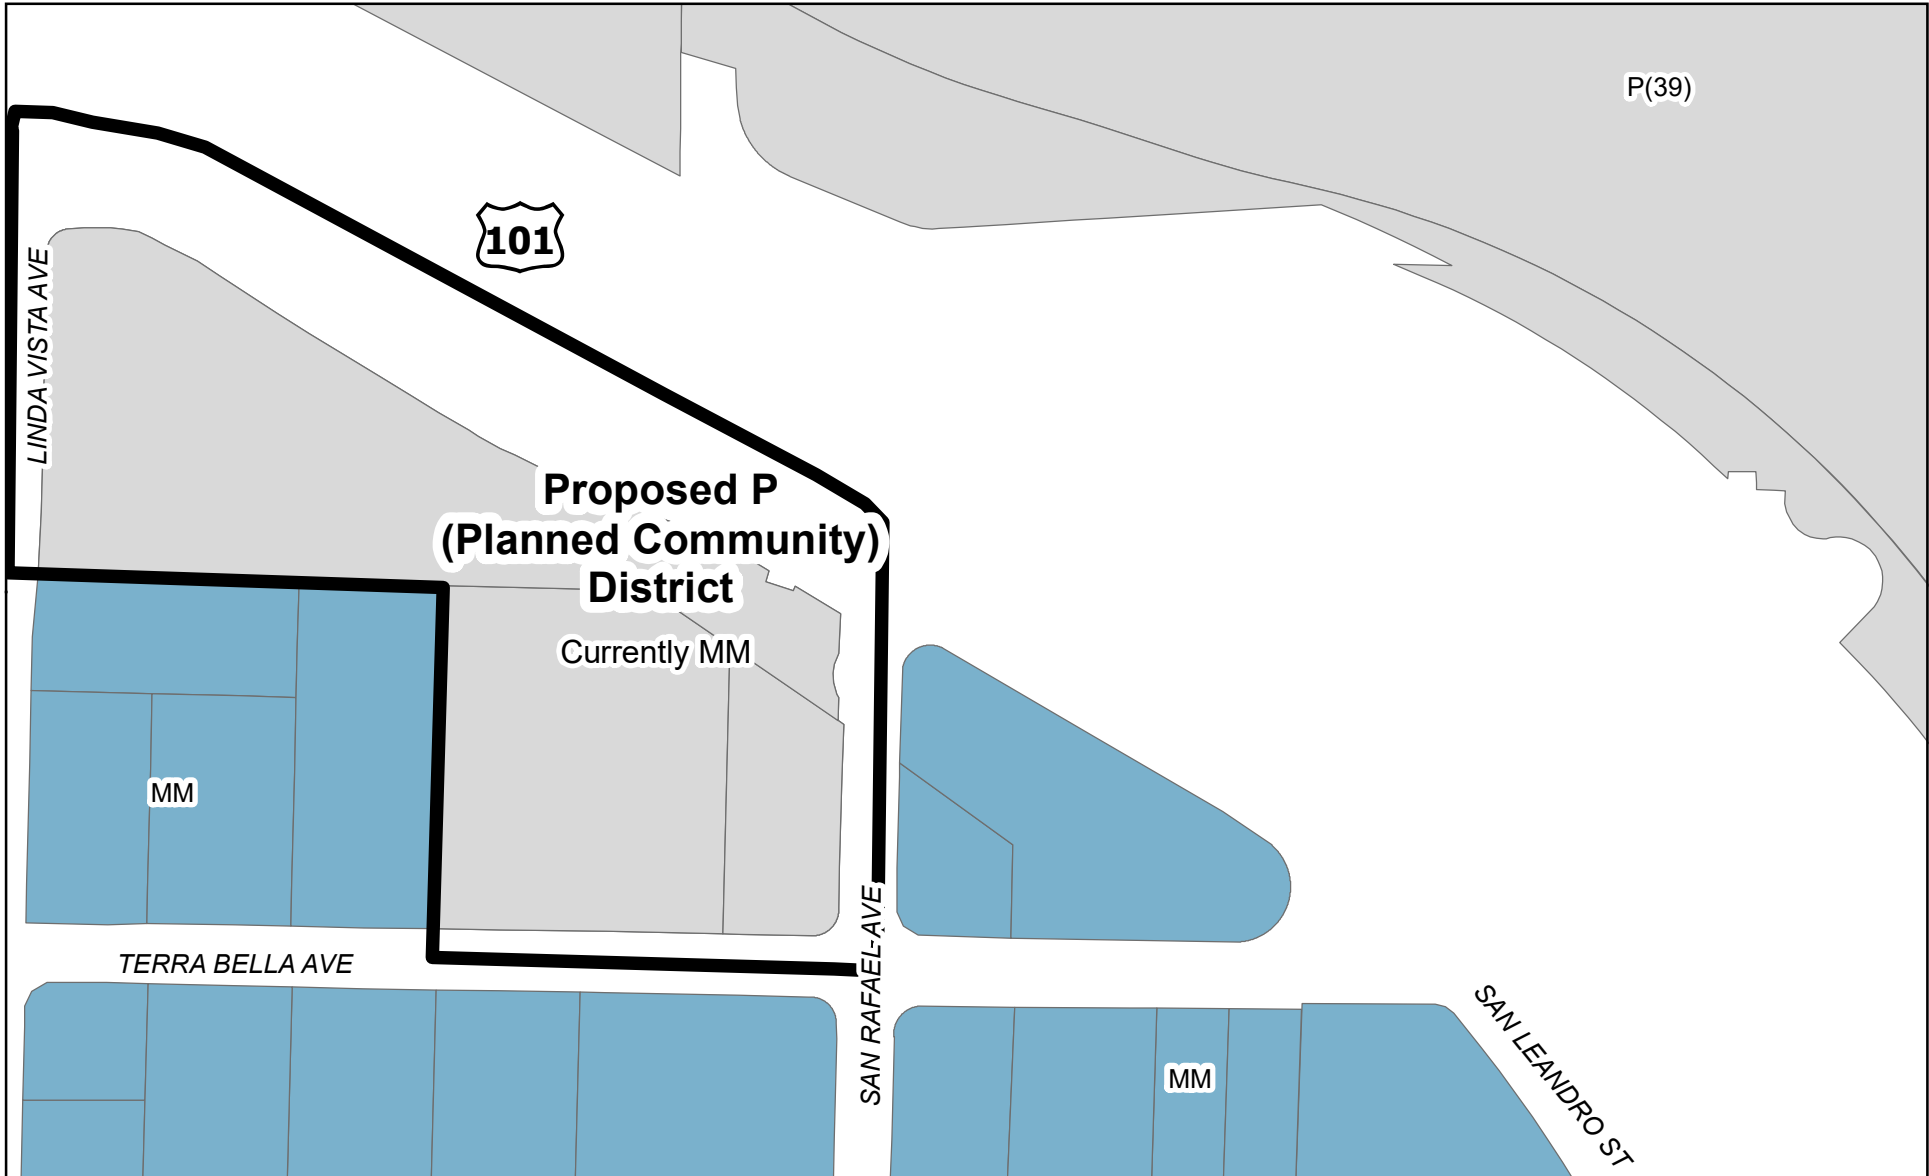 P(39)
101
LINDA VISTA AVE
Proposed P
(Planned Community)
District
Currently MM
MM
TERRA BELLA AVE
SAN RAFAEL AVE
MM
SAN LEANDRO ST